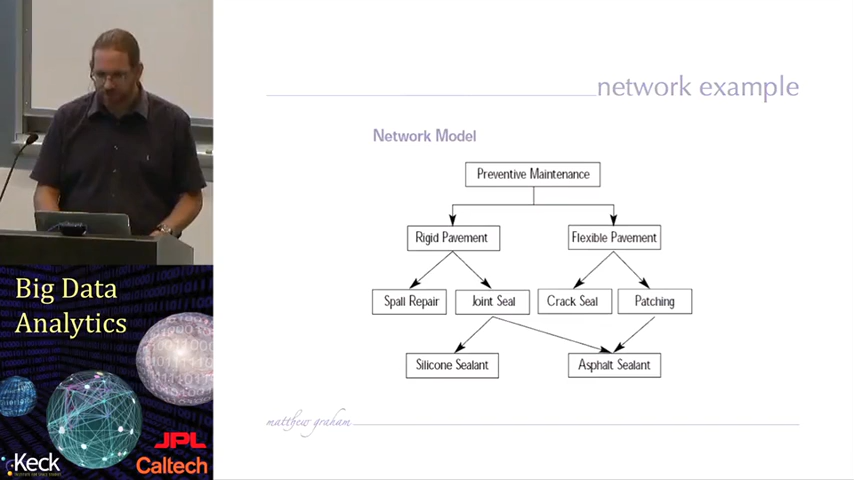 network example
Network Model
Preventive Maintenance
Rigid Pavement
Flexible Pavement
Spall Repair
Joint Seal
Crack Seal
Patching
Silicone Sealant
Asphalt Sealant
matthew graham
Big Data
Analytics
JPL
Keck
Caltech